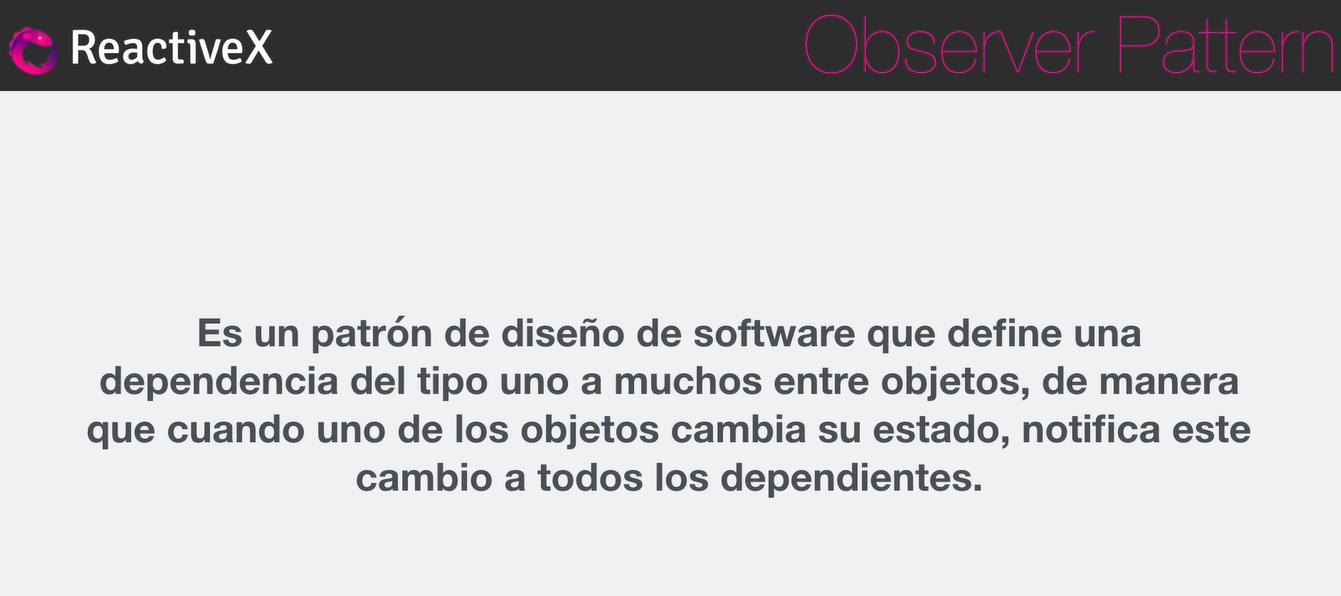 ReactiveX
Observer Pattern
Es un patrón de diseño de software que define una
dependencia del tipo uno a muchos entre objetos, de manera
que cuando uno de los objetos cambia su estado, notifica este
cambio a todos los dependientes.